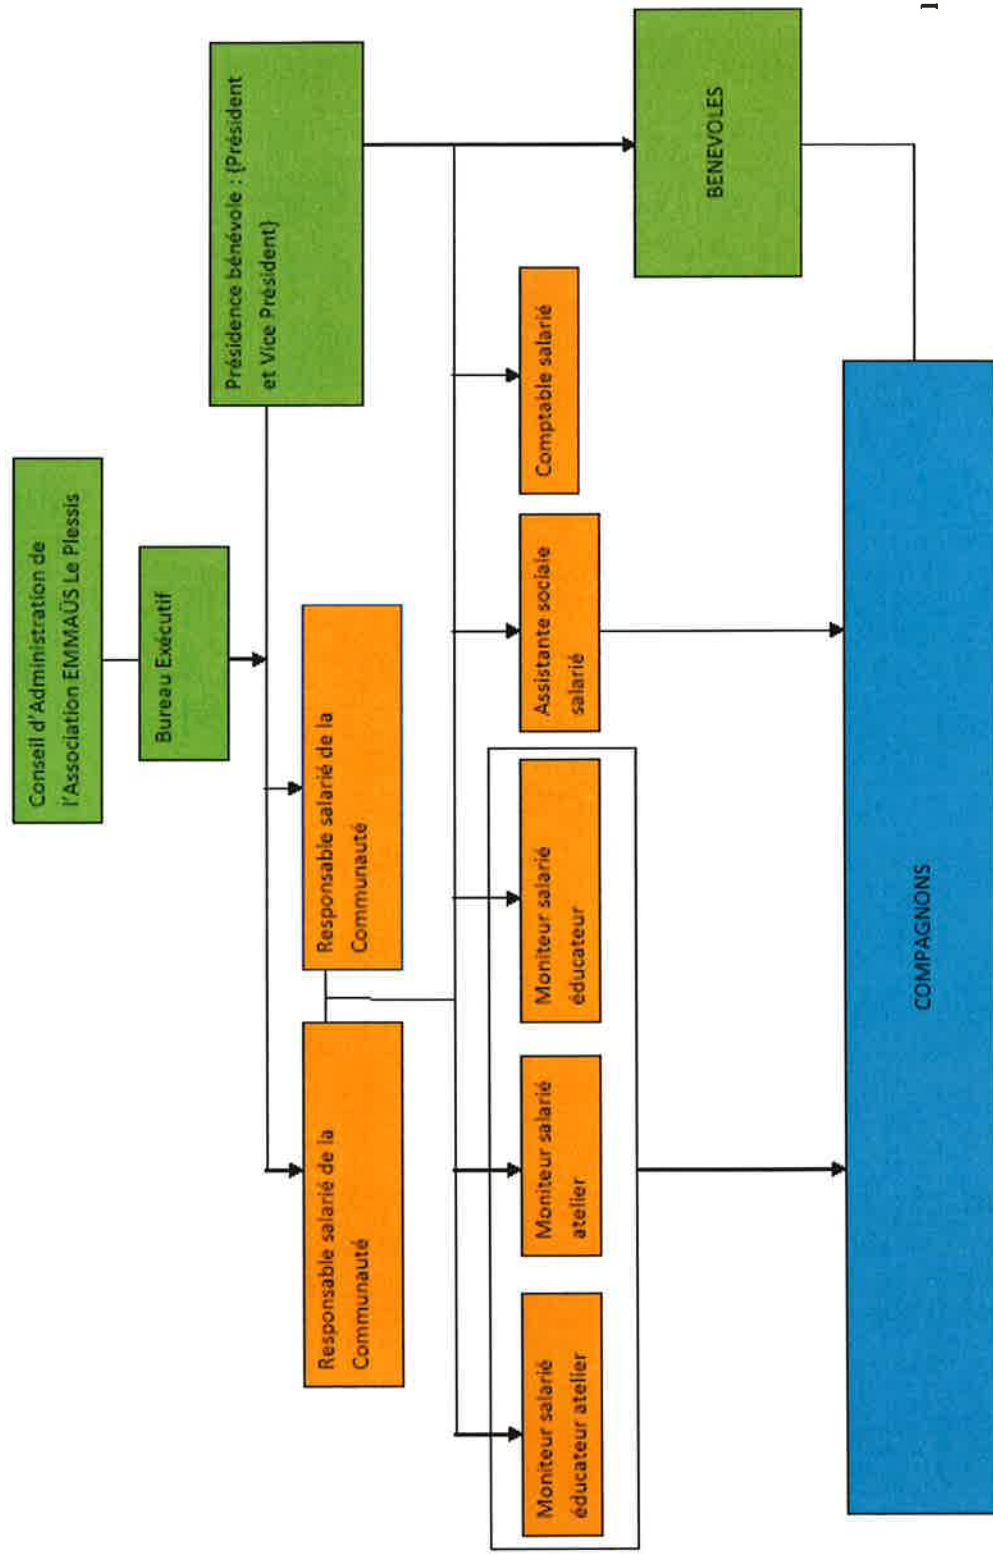 Conseil d'Administration de
l'Association EMMAÜS Le Plessis
Bureau Exécutif
Présidence bénévole : (Président
et Vice Président)
Responsable salarié de la
Communauté
Responsable salarié de la
Communauté
Moniteur salarié
éducateur atelier
Moniteur salarié
atelier
Moniteur salarié
éducateur
Assistante sociale
salarié
Comptable salarié
BENEVOLES
COMPAGNONS